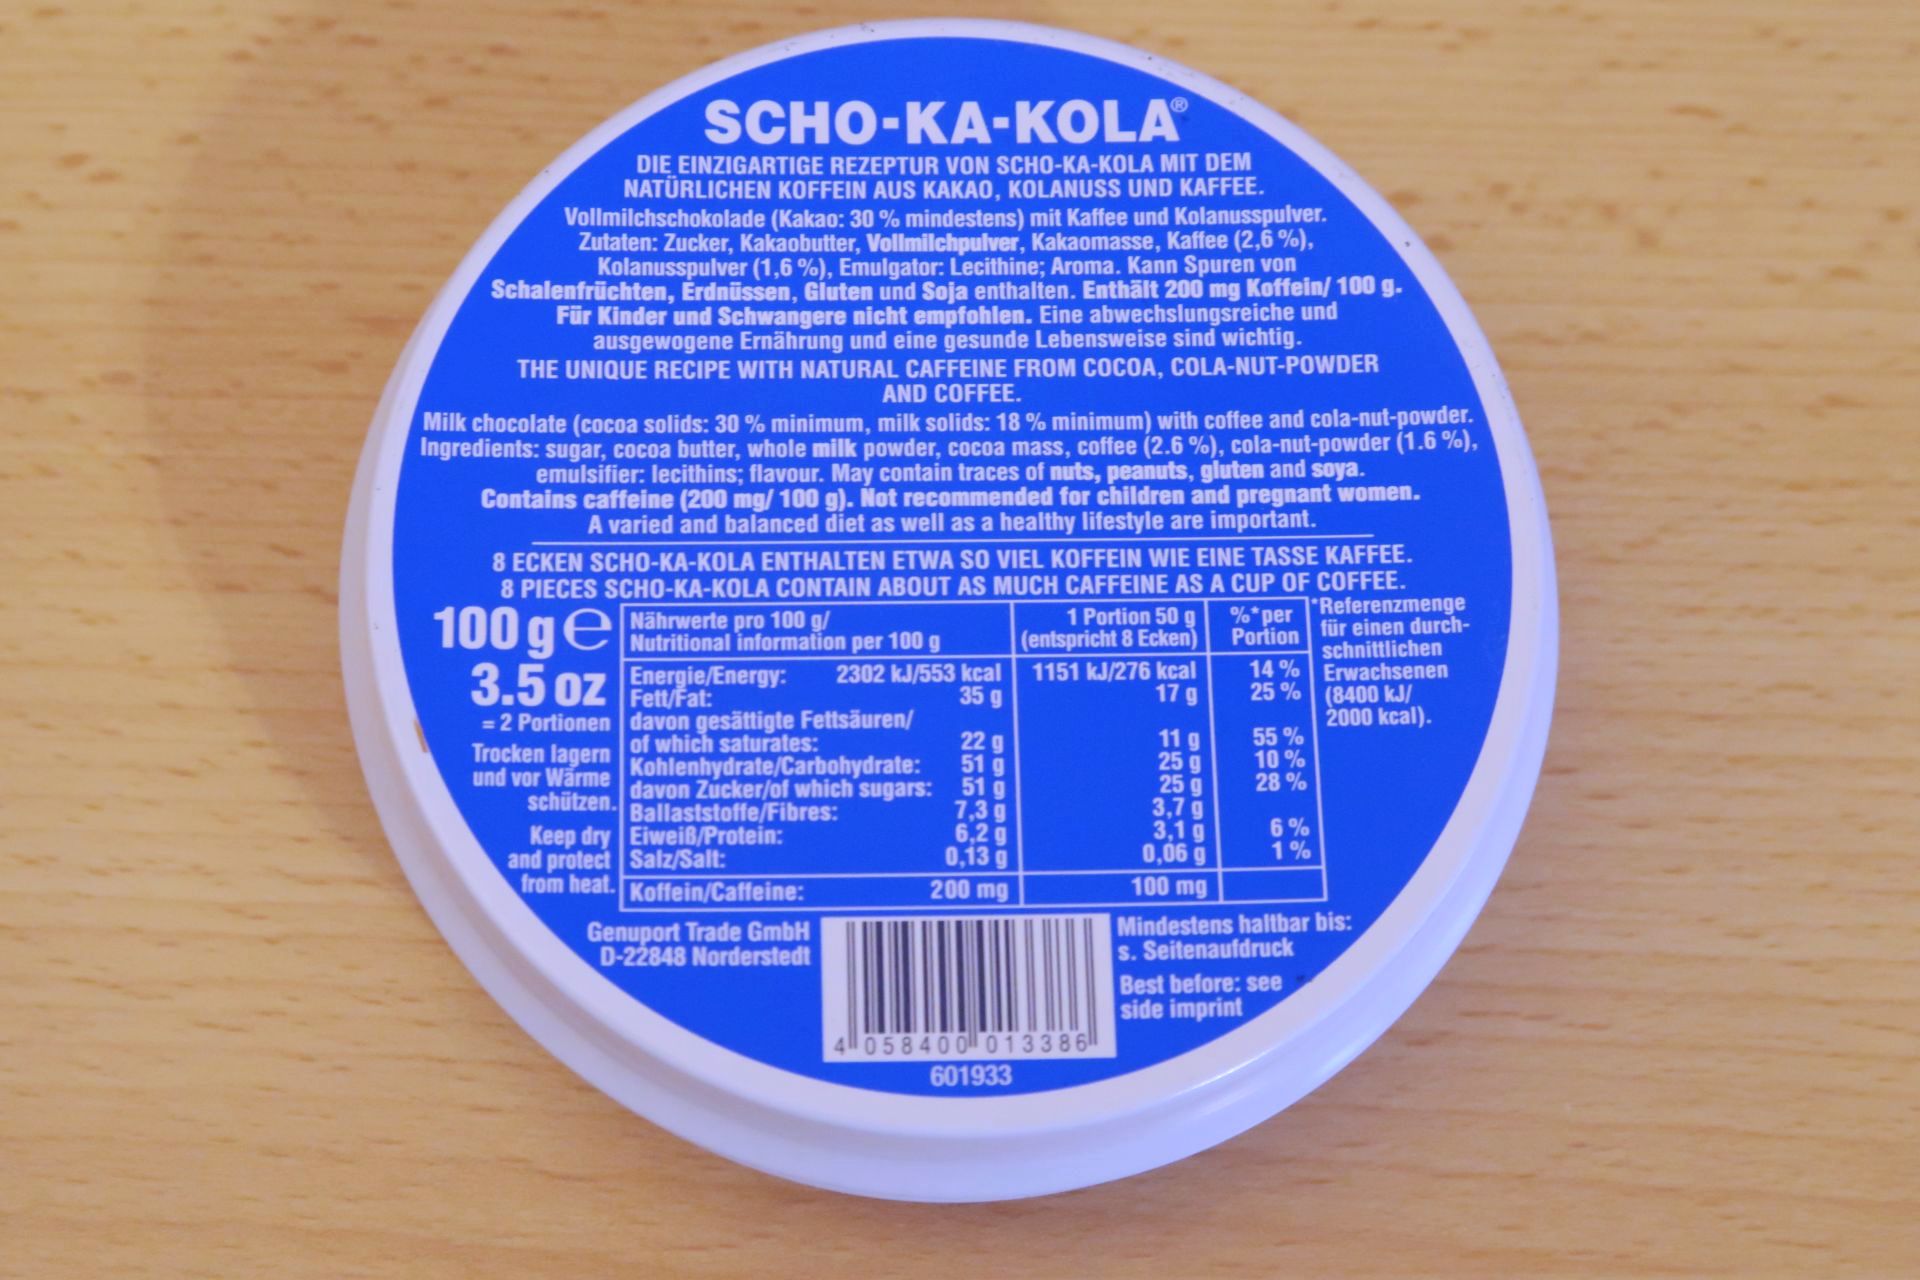 SCHO-KA-KOLA®
DIE EINZIGARTIGE REZEPTUR VON SCHO-KA-KOLA MIT DEM
NATÜRLICHEN KOFFEIN AUS KAKAO, KOLANUSS UND KAFFEE.
Vollmilchschokolade (Kakao: 30 % mindestens) mit Kaffee und Kolanusspulver.
Zutaten: Zucker, Kakaobutter, Vollmilchpulver, Kakaomasse, Kaffee (2,6 %),
Kolanusspulver (1,6 %), Emulgator: Lecithine; Aroma. Kann Spuren von
Schalenfrüchten, Erdnüssen, Gluten und Soja enthalten. Enthält 200 mg Koffein/ 100 g.
Für Kinder und Schwangere nicht empfohlen. Eine abwechslungsreiche und
ausgewogene Ernährung und eine gesunde Lebensweise sind wichtig.
THE UNIQUE RECIPE WITH NATURAL CAFFEINE FROM COCOA, COLA-NUT-POWDER
AND COFFEE.
Milk chocolate (cocoa solids: 30 % minimum, milk solids: 18 % minimum) with coffee and cola-nut-powder.
Ingredients: sugar, cocoa butter, whole milk powder, cocoa mass, coffee (2.6 %), cola-nut-powder (1.6 %),
emulsifier: lecithins; flavour. May contain traces of nuts, peanuts, gluten and soya.
Contains caffeine (200 mg/ 100 g). Not recommended for children and pregnant women.
A varied and balanced diet as well as a healthy lifestyle are important.
8 ECKEN SCHO-KA-KOLA ENTHALTEN ETWA SO VIEL KOFFEIN WIE EINE TASSE KAFFEE.
8 PIECES SCHO-KA-KOLA CONTAIN ABOUT AS MUCH CAFFEINE AS A CUP OF COFFEE.
100 g e
3.5 oz
= 2 Portionen
Trocken lagern
und vor Wärme
schützen.
Keep dry
and protect
from heat.
Nährwerte pro 100 g/ 1 Portion 50 g %* per
Nutritional information per 100 g (entspricht 8 Ecken) Portion
Energie/Energy: 2302 kJ/553 kcal 1151 kJ/276 kcal 14 %
Fett/Fat: 35 g 17 g 25 %
davon gesättigte Fettsäuren/
of which saturates: 22 g 11 g 55 %
Kohlenhydrate/Carbohydrate: 51 g 25 g 10 %
davon Zucker/of which sugars: 51 g 25 g 28 %
Ballaststoffe/Fibres: 7,3 g 3,7 g
Eiweiß/Protein: 6,2 g 3,1 g 6 %
Salz/Salt: 0,13 g 0,06 g 1 %
Koffein/Caffeine: 200 mg 100 mg
*Referenzmenge
für einen durch-
schnittlichen
Erwachsenen
(8400 kJ/
2000 kcal).
Genuport Trade GmbH
D-22848 Norderstedt
4 058400 013386
601933
Mindestens haltbar bis:
s. Seitenaufdruck
Best before: see
side imprint